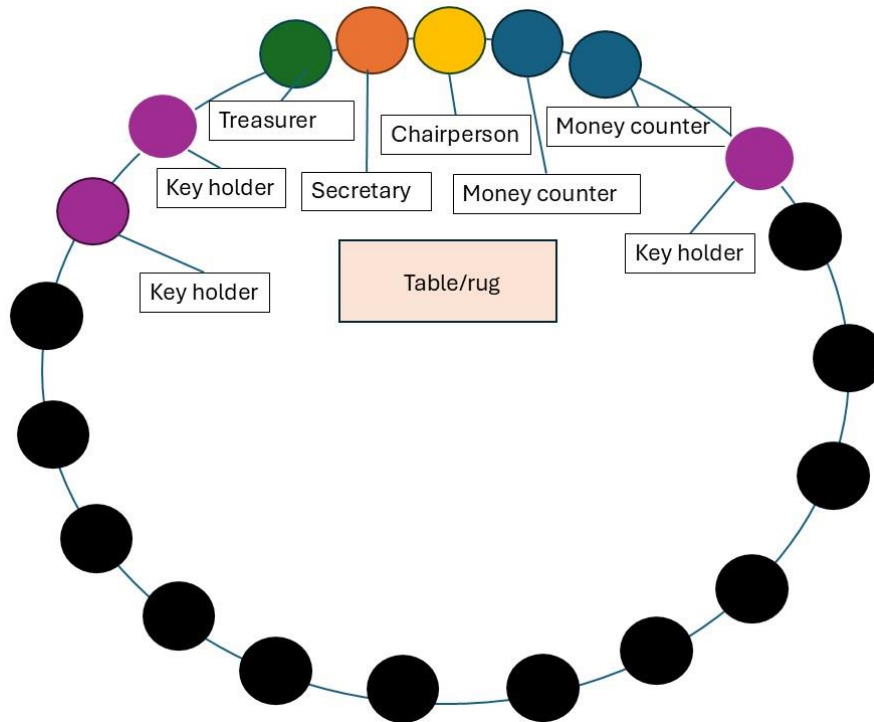 Treasurer
Chairperson
Money counter
Key holder
Secretary
Money counter
Key holder
Key holder
Table/rug